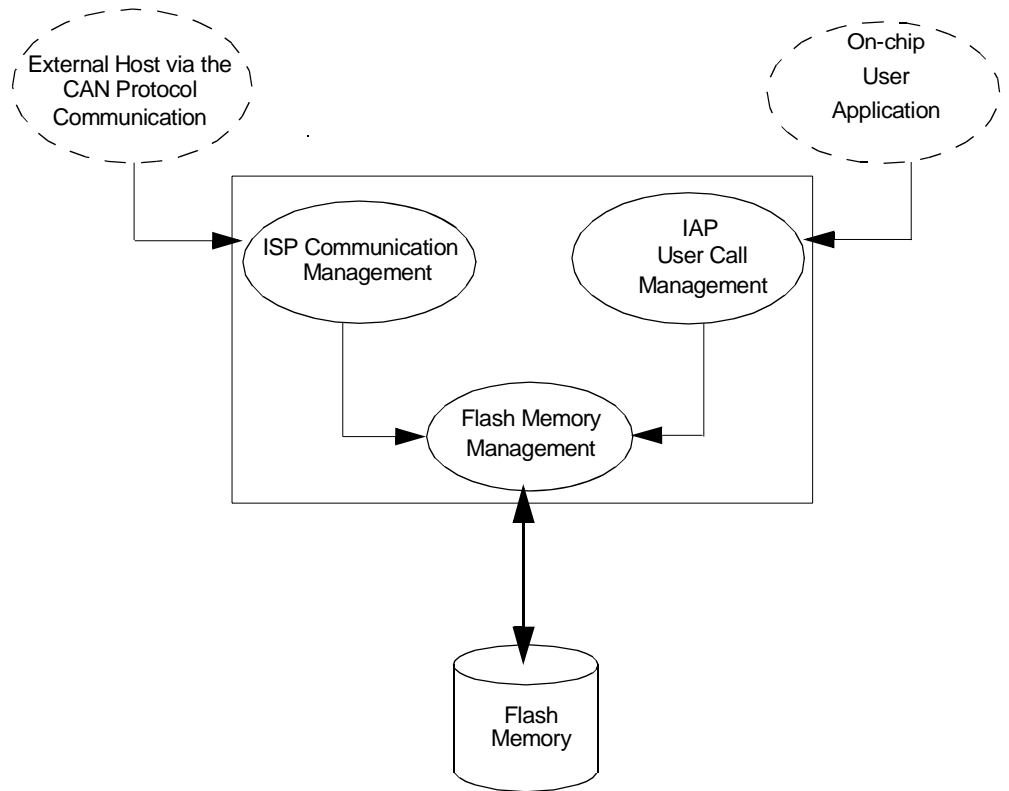 External Host via the
CAN Protocol
Communication
On-chip
User
Application
ISP Communication
Management
IAP
User Call
Management
Flash Memory
Management
Flash
Memory